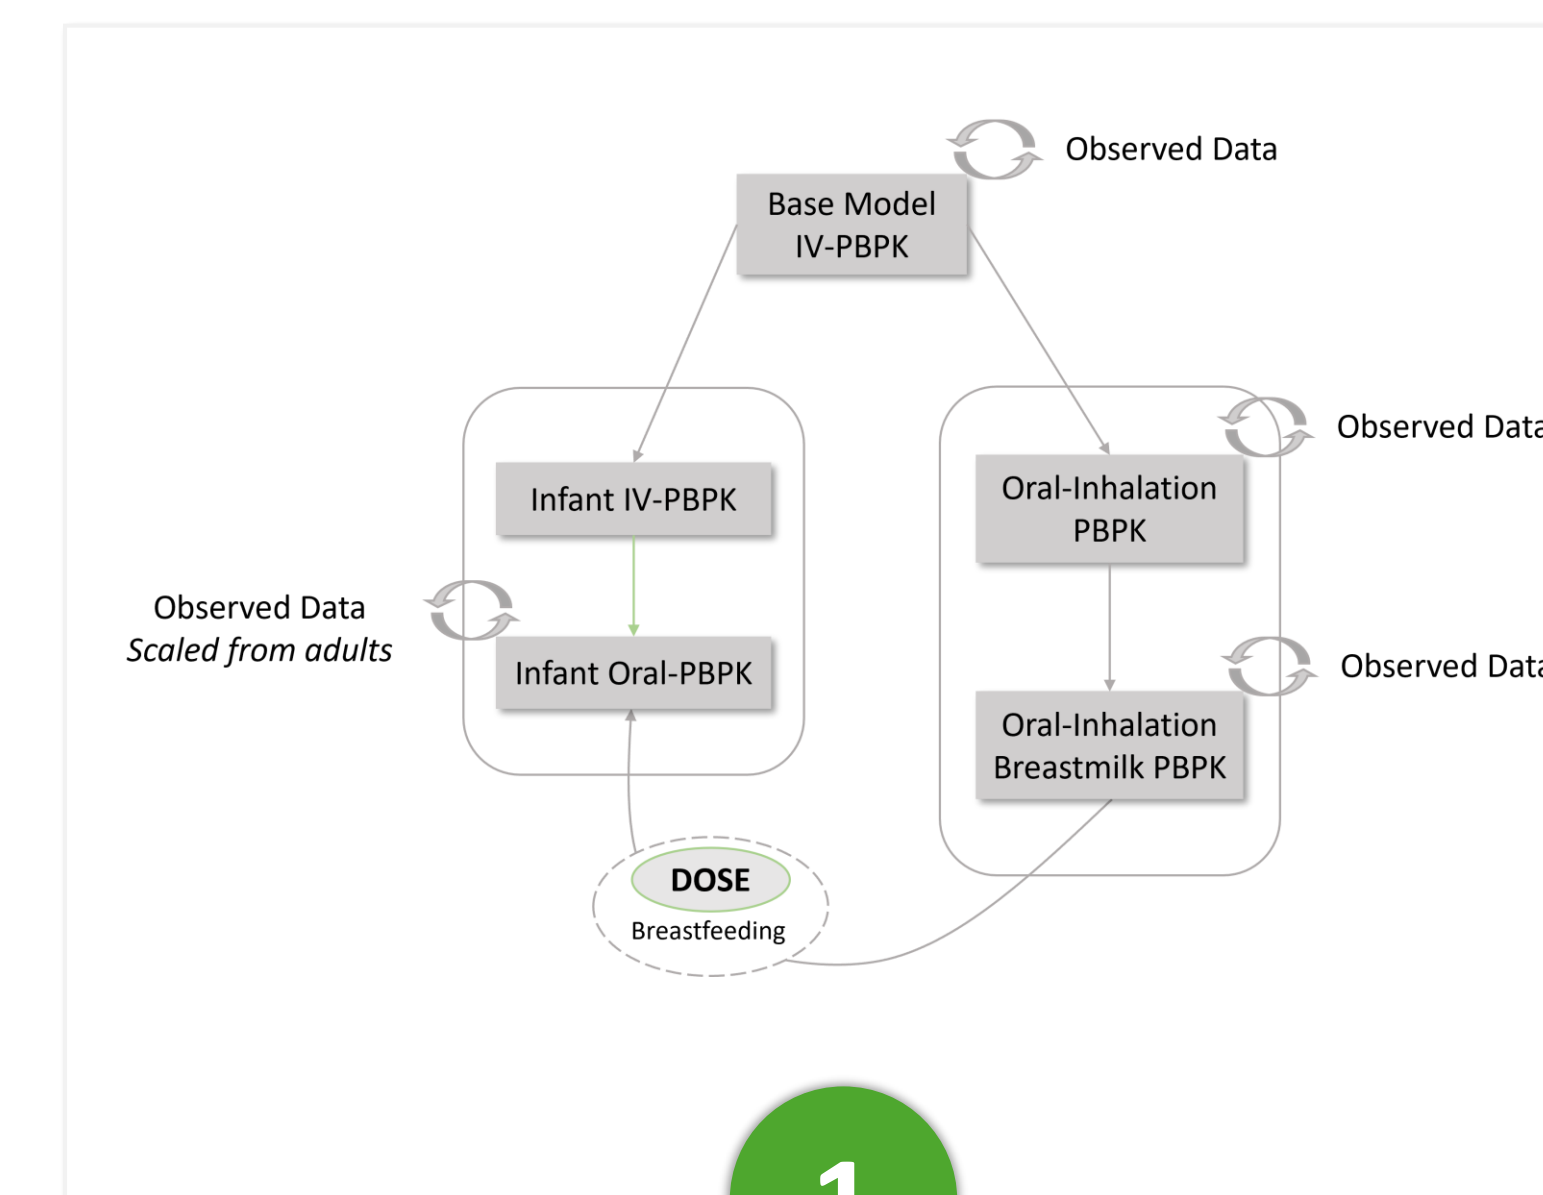 Observed Data
Base Model
IV-PBPK
Observed Data
Infant IV-PBPK
Oral-Inhalation
PBPK
Observed Data
Scaled from adults
Infant Oral-PBPK
Observed Data
Oral-Inhalation
Breastmilk PBPK
DOSE
Breastfeeding
1